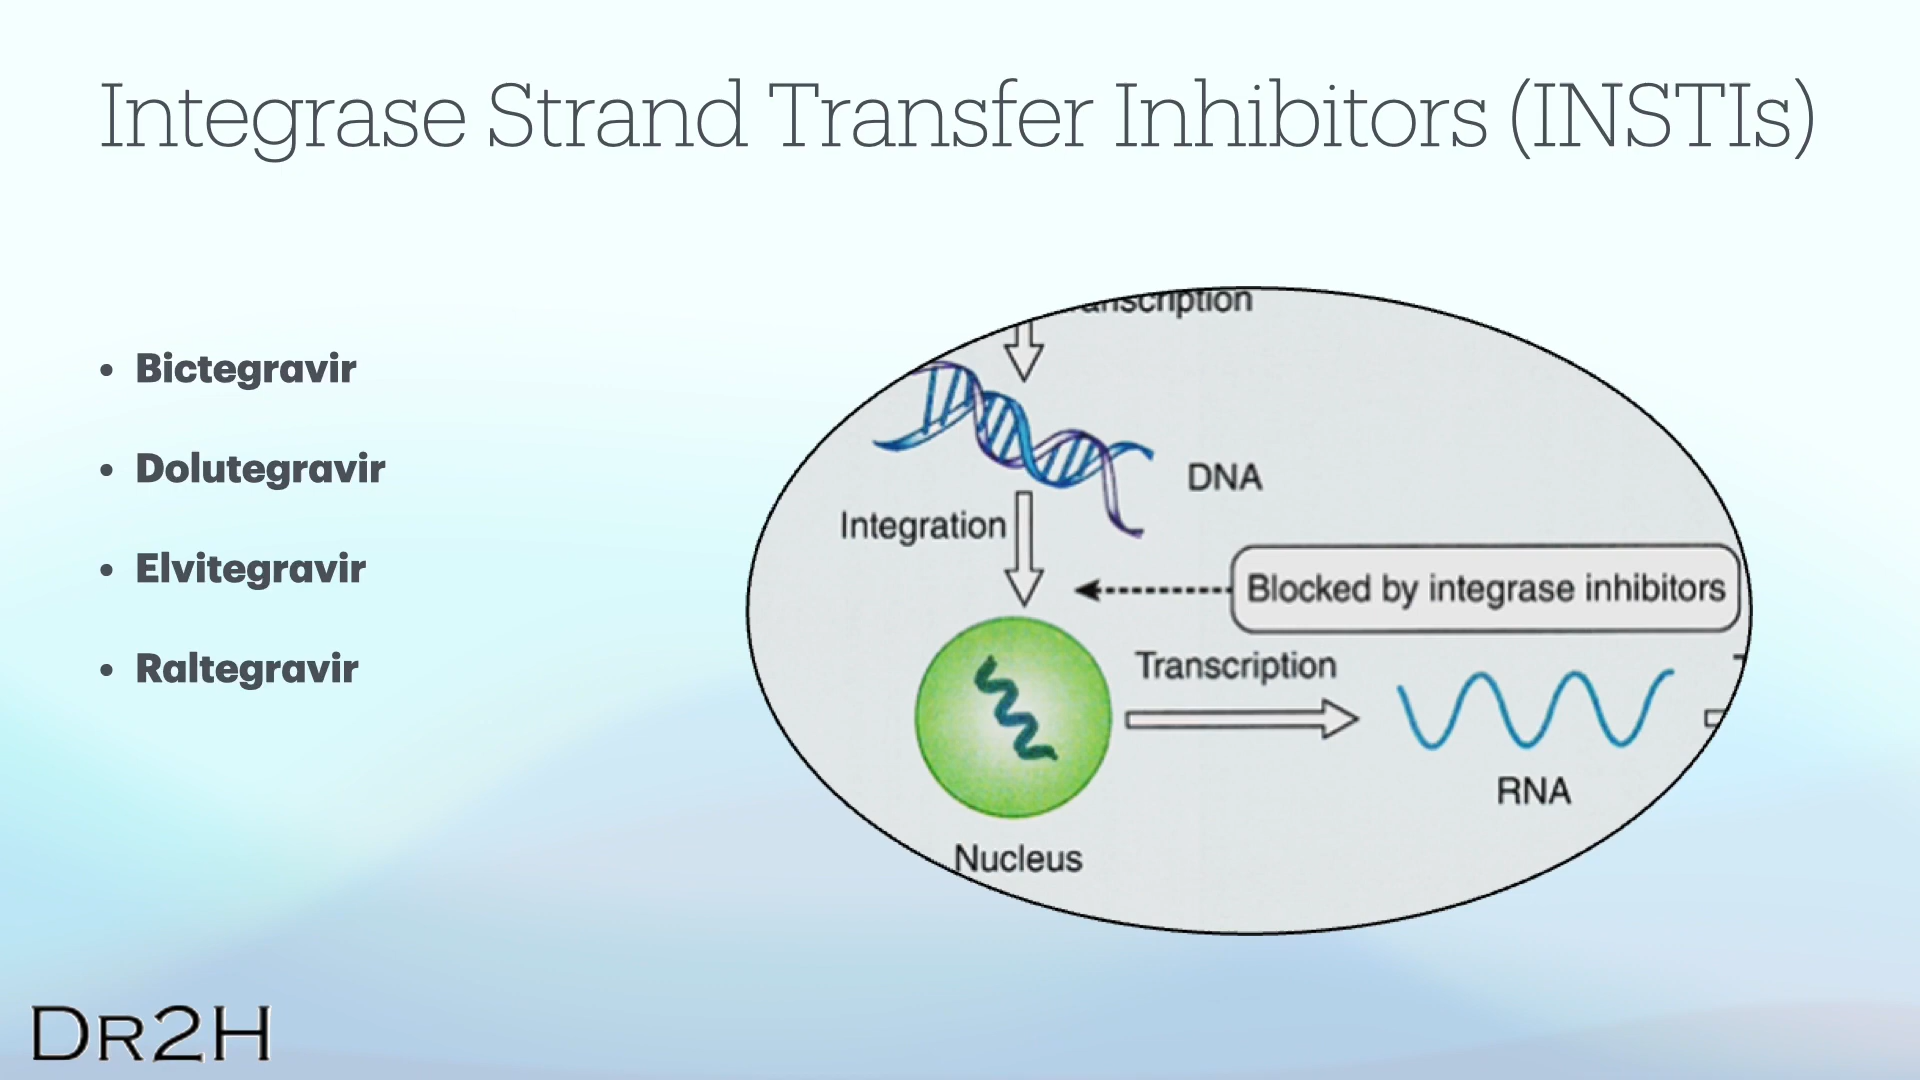 Integrase Strand Transfer Inhibitors (INSTIs)
• Bictegravir
• Dolutegravir
• Elvitegravir
• Raltegravir
DNA
Integration
Blocked by integrase inhibitors
Transcription
RNA
Nucleus
DR2H